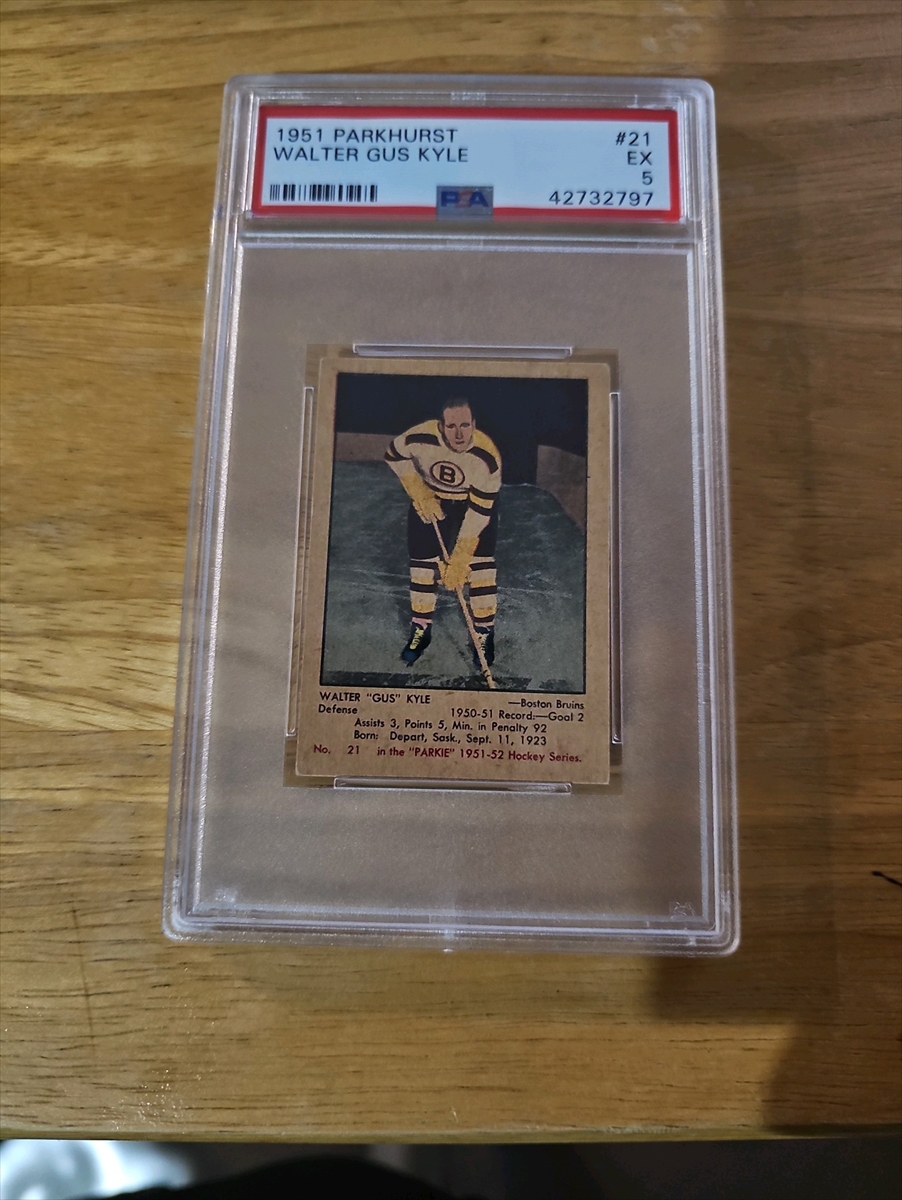 1951 PARKHURST #21
WALTER GUS KYLE EX
5
PSA 42732797
B
WALTER "GUS" KYLE —Boston Bruins
Defense 1950-51 Record:—Goal 2
Assists 3, Points 5, Min. in Penalty 92
Born: Depart, Sask., Sept. 11, 1923
No. 21 in the "PARKIE" 1951-52 Hockey Series.